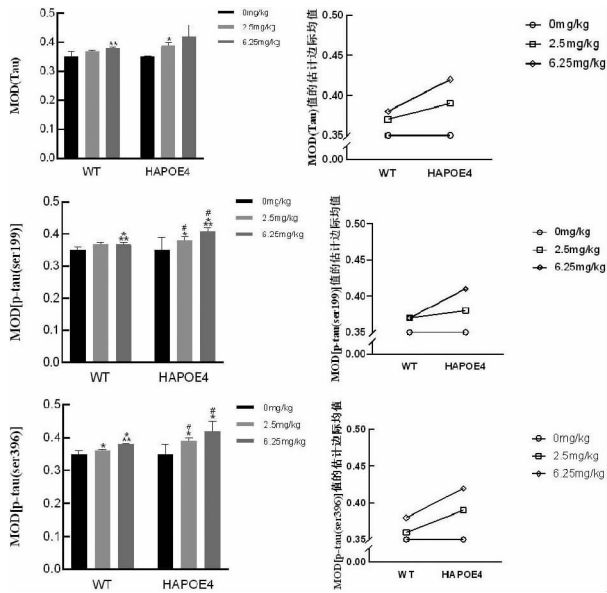 MOD(Tau)
0.5
0.4
0.3
0.2
0.1
0.0
WT
HAPOE4
**
*
0mg/kg
2.5mg/kg
6.25mg/kg
MOD(Tau)值的估计边际均值
0.40
0.35
0.00
WT
HAPOE4
0mg/kg
2.5mg/kg
6.25mg/kg
MOD[p-tau(ser199)]
0.5
0.4
0.3
0.2
0.1
0.0
WT
HAPOE4
*
**
#
*
#
*
**
0mg/kg
2.5mg/kg
6.25mg/kg
MOD[p-tau(ser199)]值的估计边际均值
0.50
0.45
0.40
0.35
0.00
WT
HAPOE4
0mg/kg
2.5mg/kg
6.25mg/kg
MOD[p-tau(ser396)]
0.5
0.4
0.3
0.2
0.1
0.0
WT
HAPOE4
*
*
**
#
*
#
*
0mg/kg
2.5mg/kg
6.25mg/kg
MOD[p-tau(ser396)]值的估计边际均值
0.50
0.45
0.40
0.35
0.00
WT
HAPOE4
0mg/kg
2.5mg/kg
6.25mg/kg